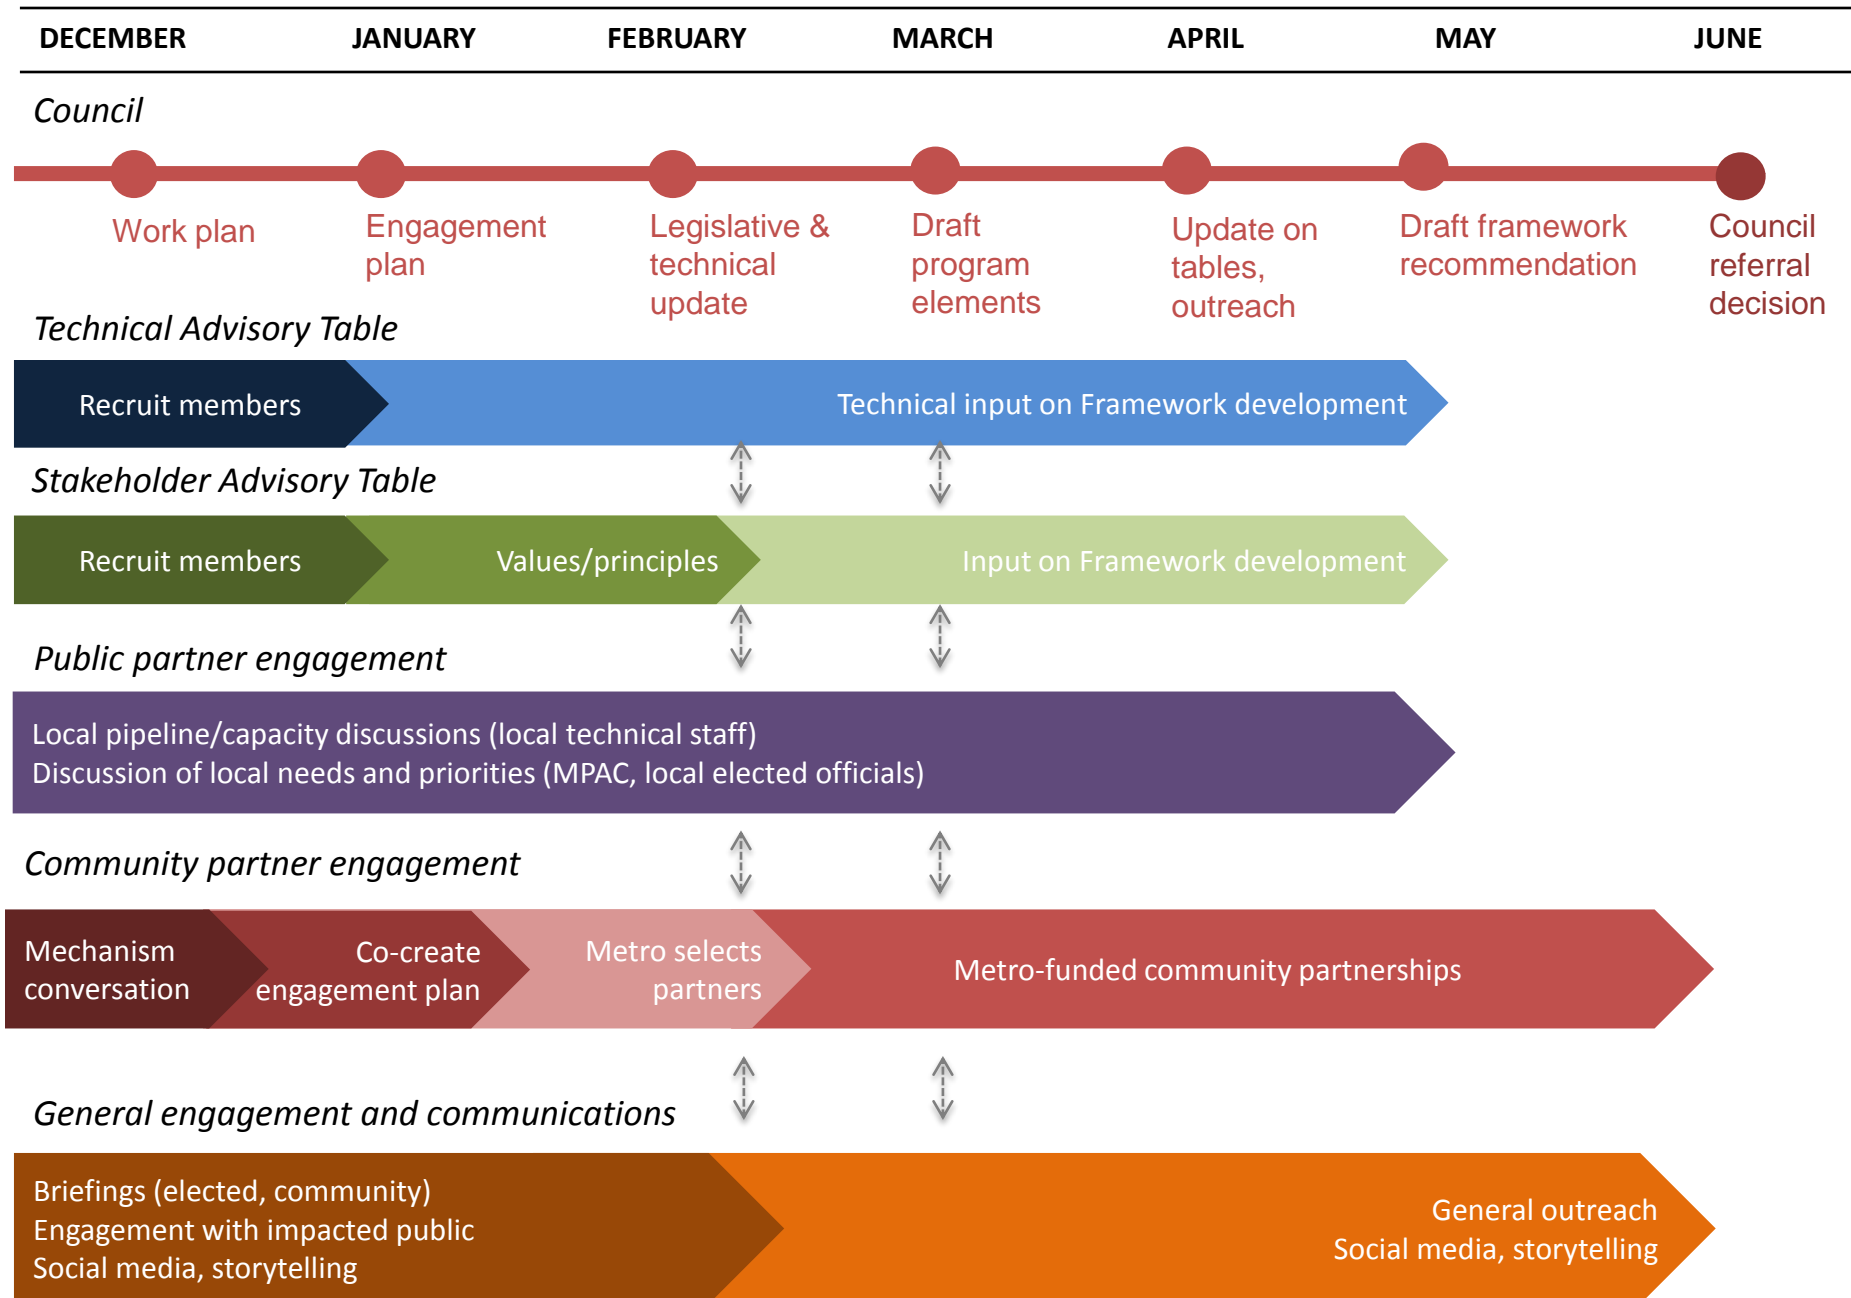 DECEMBER JANUARY FEBRUARY MARCH APRIL MAY JUNE
Council
Work plan
Engagement
plan
Legislative &
technical
update
Draft
program
elements
Update on
tables,
outreach
Draft framework
recommendation
Council
referral
decision
Technical Advisory Table
Recruit members
Technical input on Framework development
Stakeholder Advisory Table
Recruit members
Values/principles
Input on Framework development
Public partner engagement
Local pipeline/capacity discussions (local technical staff)
Discussion of local needs and priorities (MPAC, local elected officials)
Community partner engagement
Mechanism
conversation
Co-create
engagement plan
Metro selects
partners
Metro-funded community partnerships
General engagement and communications
Briefings (elected, community)
Engagement with impacted public
Social media, storytelling
General outreach
Social media, storytelling